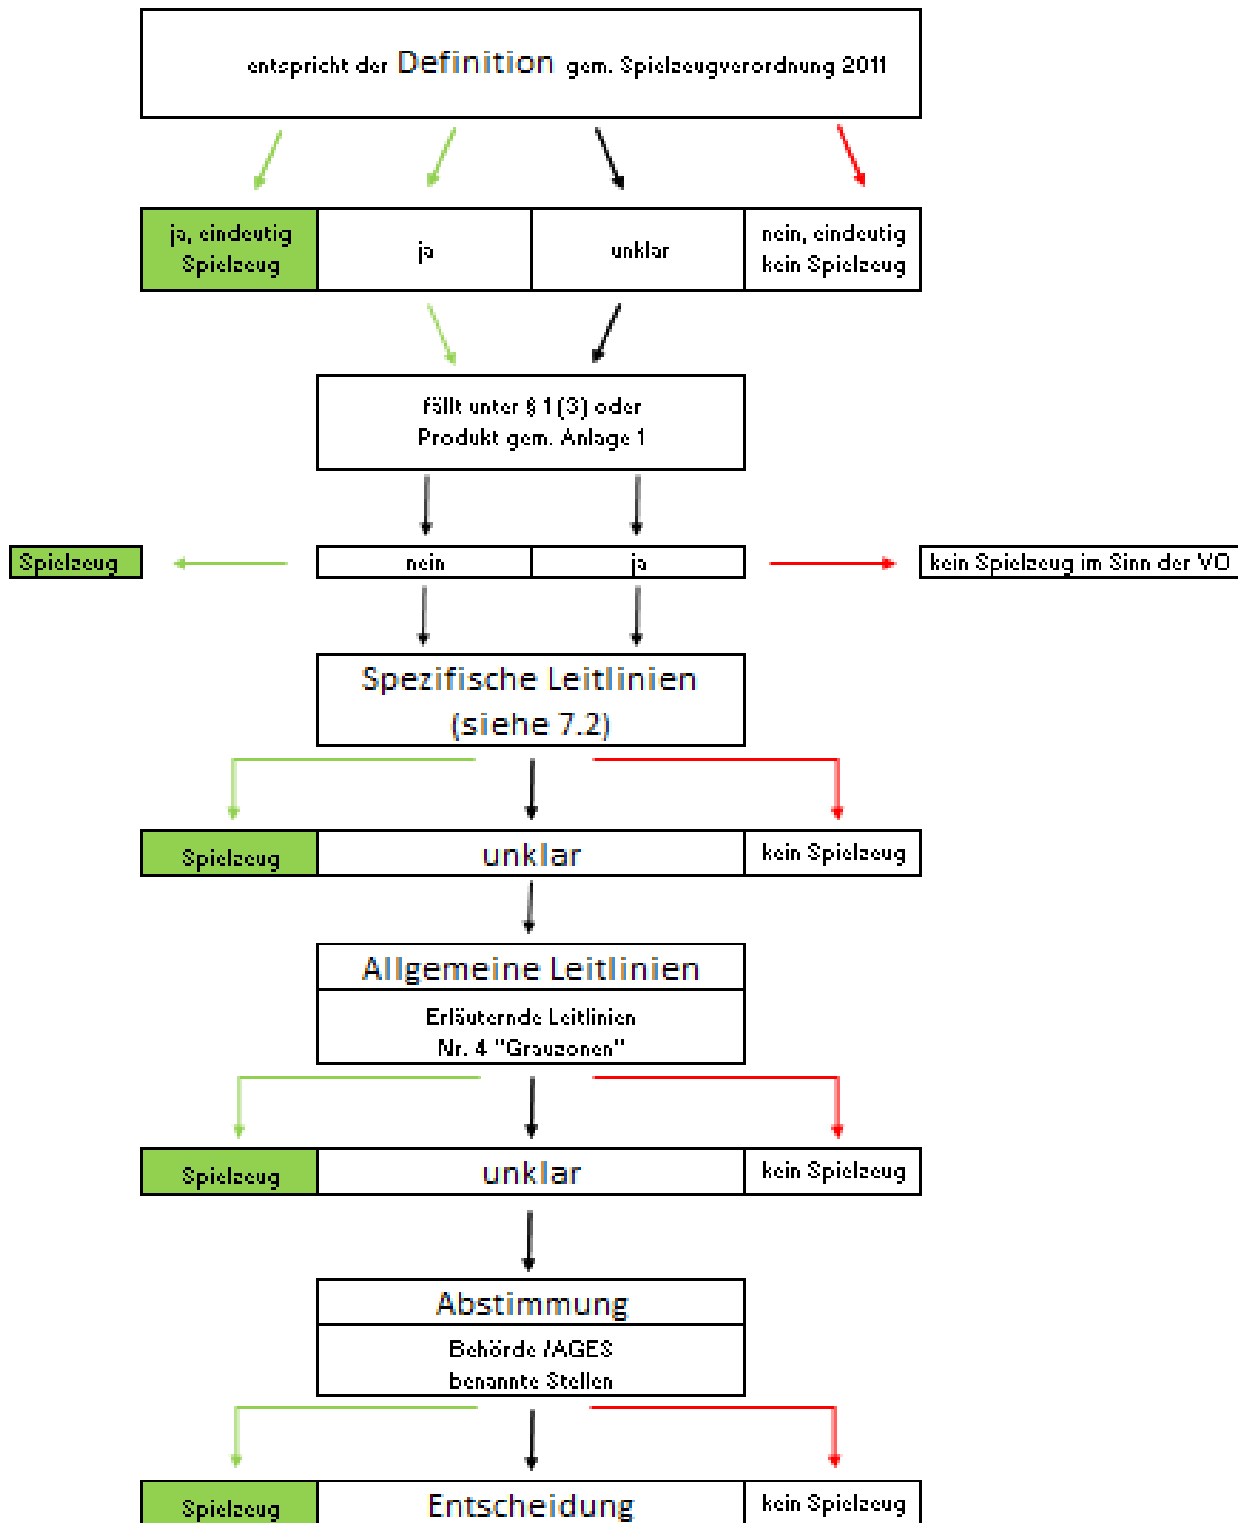 entspricht der Definition gem. Spielzeugverordnung 2011
ja, eindeutig
Spielzeug
ja
unklar
nein, eindeutig
kein Spielzeug
fällt unter § 1 (3) oder
Produkt gem. Anlage 1
Spielzeug
nein
ja
kein Spielzeug im Sinn der VO
Spezifische Leitlinien
(siehe 7.2)
Spielzeug
unklar
kein Spielzeug
Allgemeine Leitlinien
Erläuternde Leitlinien
Nr. 4 "Grauzonen"
Spielzeug
unklar
kein Spielzeug
Abstimmung
Behörde /AGES
benannte Stellen
Spielzeug
Entscheidung
kein Spielzeug